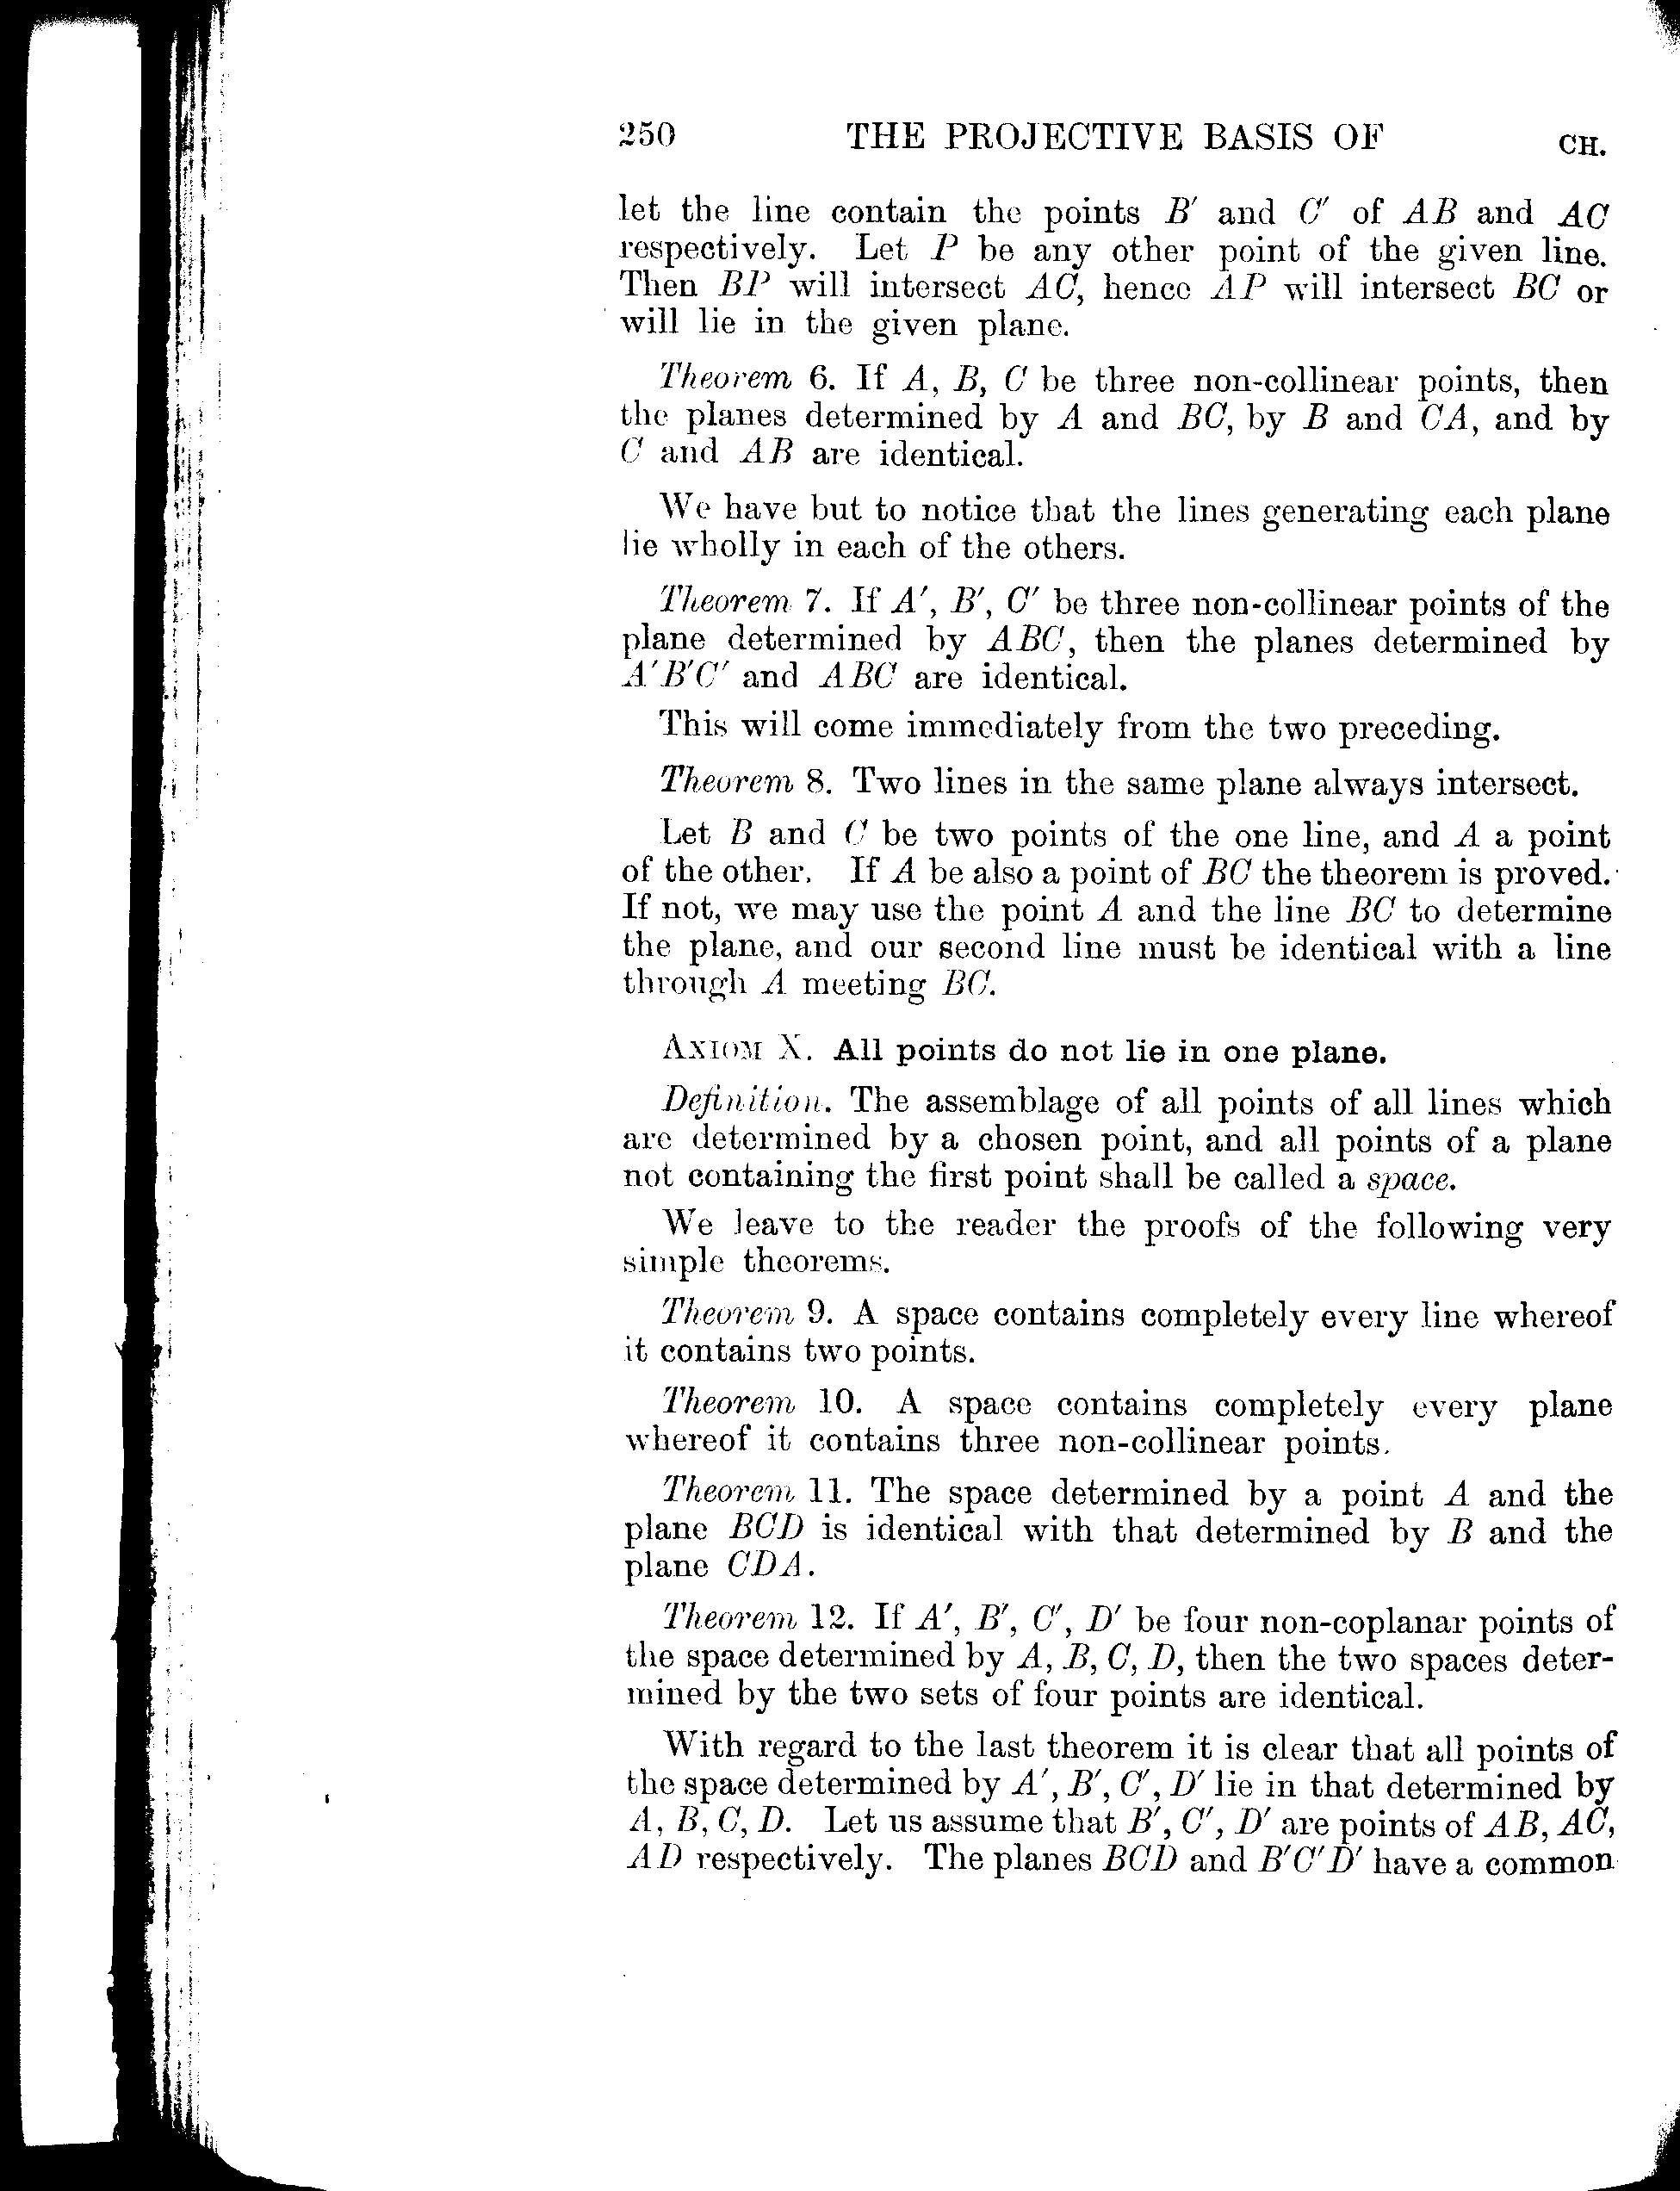 250 THE PROJECTIVE BASIS OF CH.
let the line contain the points B′ and C′ of AB and AC
respectively. Let P be any other point of the given line.
Then BP will intersect AC, hence AP will intersect BC or
will lie in the given plane.
Theorem 6. If A, B, C be three non-collinear points, then
the planes determined by A and BC, by B and CA, and by
C and AB are identical.
We have but to notice that the lines generating each plane
lie wholly in each of the others.
Theorem 7. If A′, B′, C′ be three non-collinear points of the
plane determined by ABC, then the planes determined by
A′B′C′ and ABC are identical.
This will come immediately from the two preceding.
Theorem 8. Two lines in the same plane always intersect.
Let B and C be two points of the one line, and A a point
of the other. If A be also a point of BC the theorem is proved.
If not, we may use the point A and the line BC to determine
the plane, and our second line must be identical with a line
through A meeting BC.
AXIOM X. All points do not lie in one plane.
Definition. The assemblage of all points of all lines which
are determined by a chosen point, and all points of a plane
not containing the first point shall be called a space.
We leave to the reader the proofs of the following very
simple theorems.
Theorem 9. A space contains completely every line whereof
it contains two points.
Theorem 10. A space contains completely every plane
whereof it contains three non-collinear points.
Theorem 11. The space determined by a point A and the
plane BCD is identical with that determined by B and the
plane CDA.
Theorem 12. If A′, B′, C′, D′ be four non-coplanar points of
the space determined by A, B, C, D, then the two spaces deter-
mined by the two sets of four points are identical.
With regard to the last theorem it is clear that all points of
the space determined by A′, B′, C′, D′ lie in that determined by
A, B, C, D. Let us assume that B′, C′, D′ are points of AB, AC,
AD respectively. The planes BCD and B′C′D′ have a common